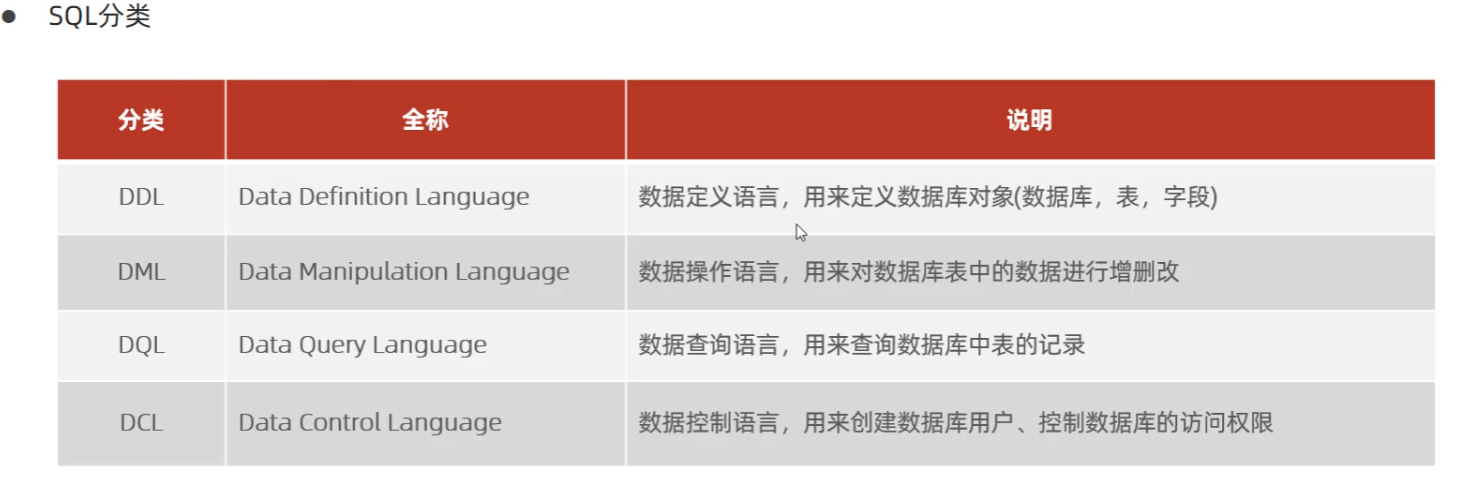 ● SQL分类
分类 全称 说明
DDL Data Definition Language 数据定义语言，用来定义数据库对象(数据库，表，字段)
DML Data Manipulation Language 数据操作语言，用来对数据库表中的数据进行增删改
DQL Data Query Language 数据查询语言，用来查询数据库中表的记录
DCL Data Control Language 数据控制语言，用来创建数据库用户、控制数据库的访问权限